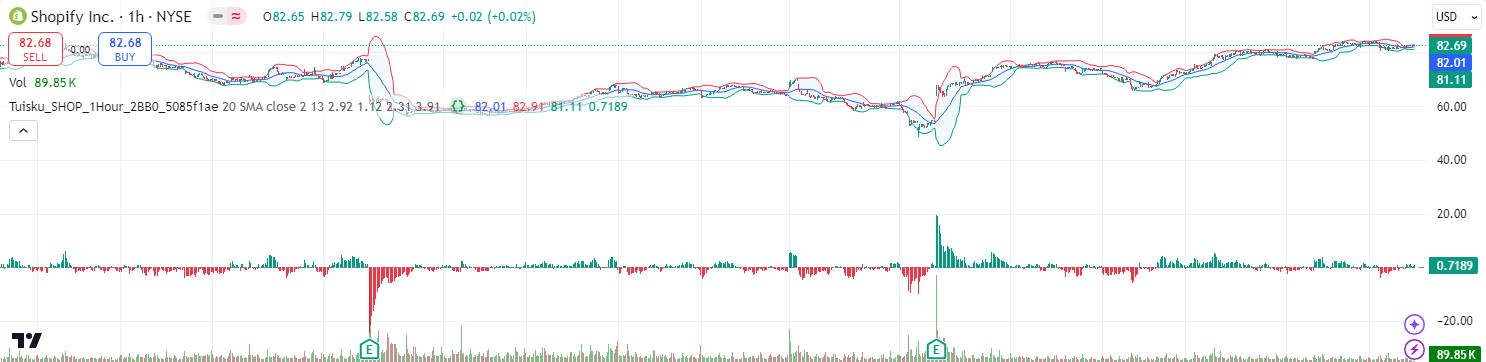 Shopify Inc. · 1h · NYSE O82.65 H82.79 L82.58 C82.69 +0.02 (+0.02%) USD
82.68 SELL 0.00 82.68 BUY
82.69
82.01
Vol 89.85K
81.11
Tuisku_SHOP_1Hour_2BB0_5085f1ae 20 SMA close 2 13 2.92 1.12 2.31 3.91 {} 82.01 82.91 81.11 0.7189
60.00
40.00
20.00
0.7189
−20.00
E E
89.85K